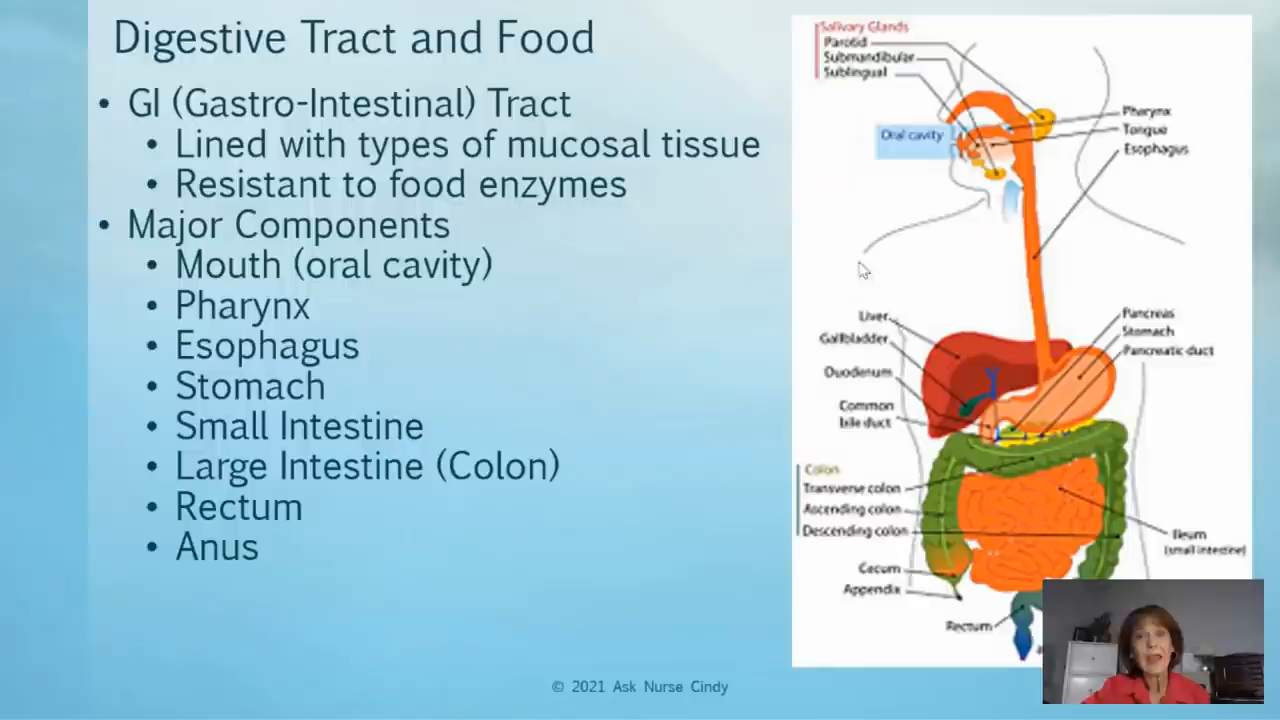 Digestive Tract and Food
• GI (Gastro-Intestinal) Tract
• Lined with types of mucosal tissue
• Resistant to food enzymes
• Major Components
• Mouth (oral cavity)
• Pharynx
• Esophagus
• Stomach
• Small Intestine
• Large Intestine (Colon)
• Rectum
• Anus
Salivary Glands
Parotid
Submandibular
Sublingual
Oral cavity
Pharynx
Tongue
Esophagus
Liver
Gallbladder
Duodenum
Common
bile duct
Pancreas
Stomach
Pancreatic duct
Colon
Transverse colon
Ascending colon
Descending colon
Cecum
Appendix
Rectum
Ileum
(small intestine)
© 2021 Ask Nurse Cindy